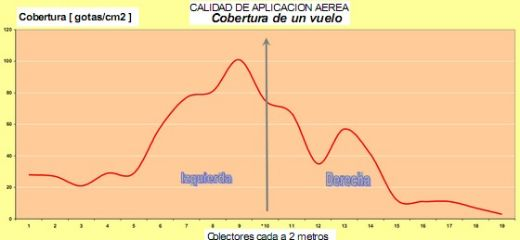 CALIDAD DE APLICACION AEREA
Cobertura [ gotas/cm2 ]
Cobertura de un vuelo
120
100
80
60
40
20
0
Izquierda
Derecha
1 2 3 4 5 6 7 8 9 10 11 12 13 14 15 16 17 18 19
Colectores cada a 2 metros